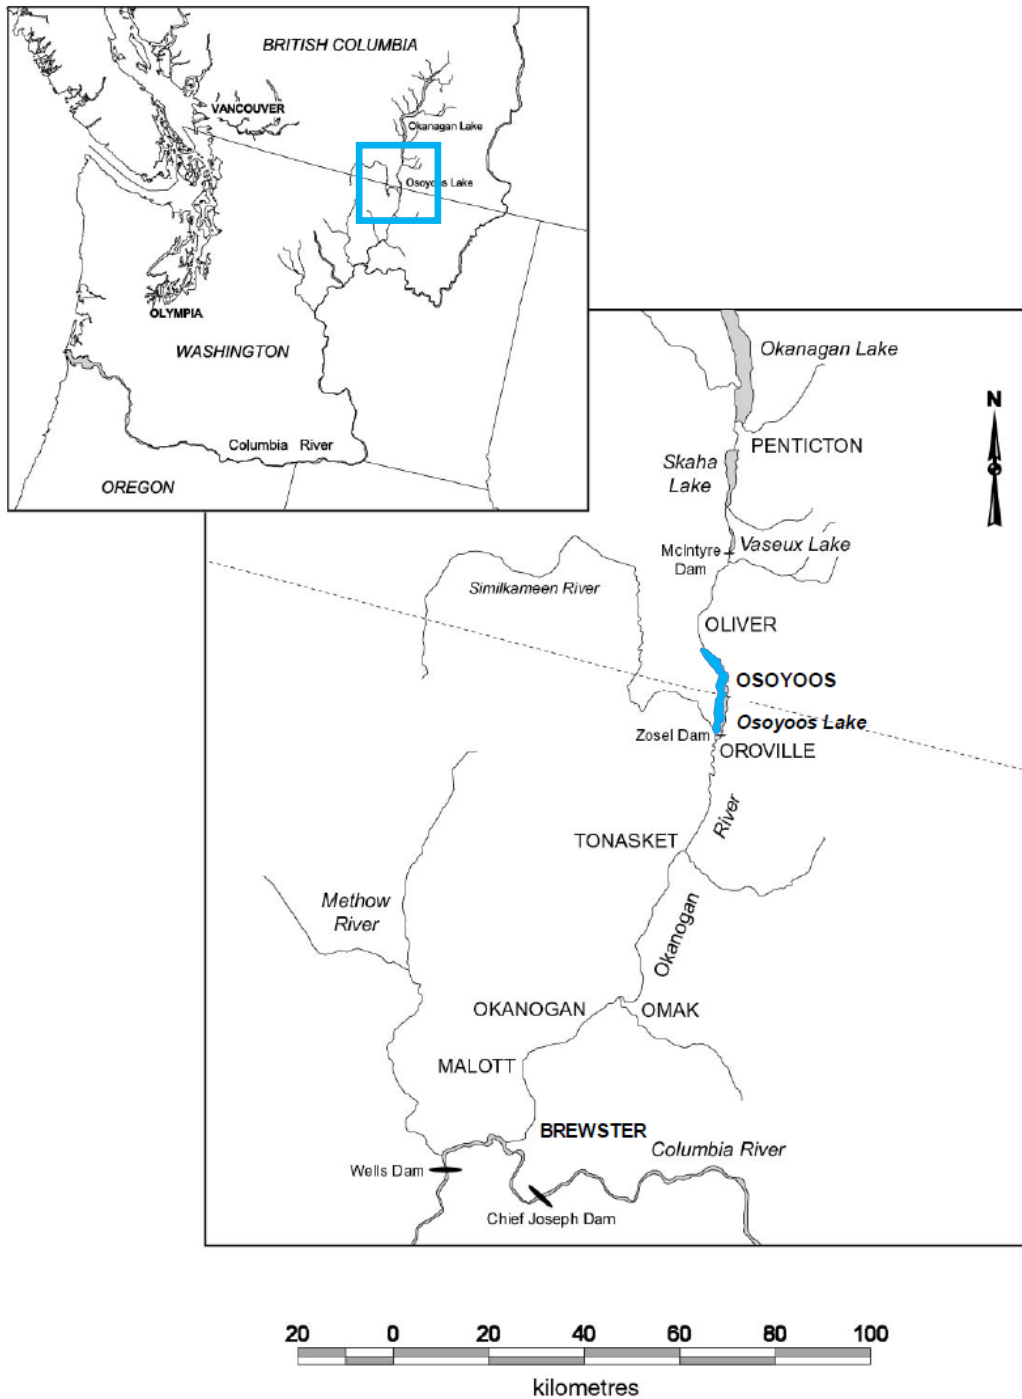 BRITISH COLUMBIA
VANCOUVER
Okanagan Lake
Osoyoos Lake
OLYMPIA
WASHINGTON
Columbia River
OREGON
Okanagan Lake
N
PENTICTON
Skaha
Lake
Vaseux Lake
McIntyre
Dam
Similkameen River
OLIVER
OSOYOOS
Osoyoos Lake
Zosel Dam
OROVILLE
River
TONASKET
Methow
River
Okanogan
OKANOGAN
OMAK
MALOTT
BREWSTER
Columbia River
Wells Dam
Chief Joseph Dam
20 0 20 40 60 80 100
kilometres